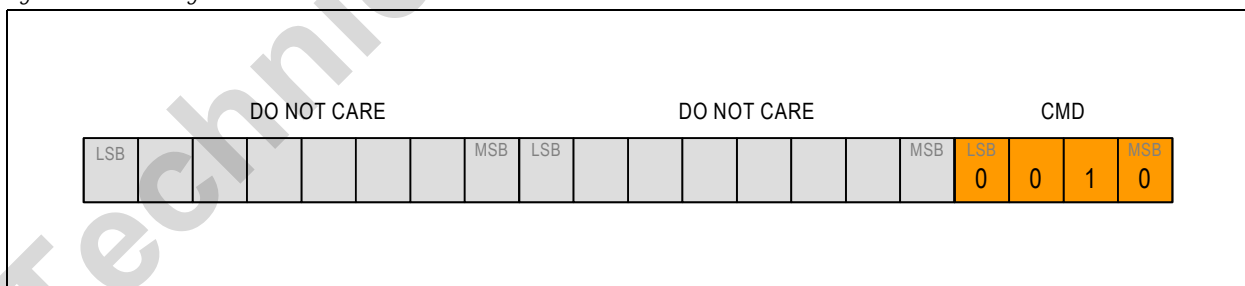 DO NOT CARE DO NOT CARE CMD
LSB MSB LSB MSB LSB MSB
0 0 1 0